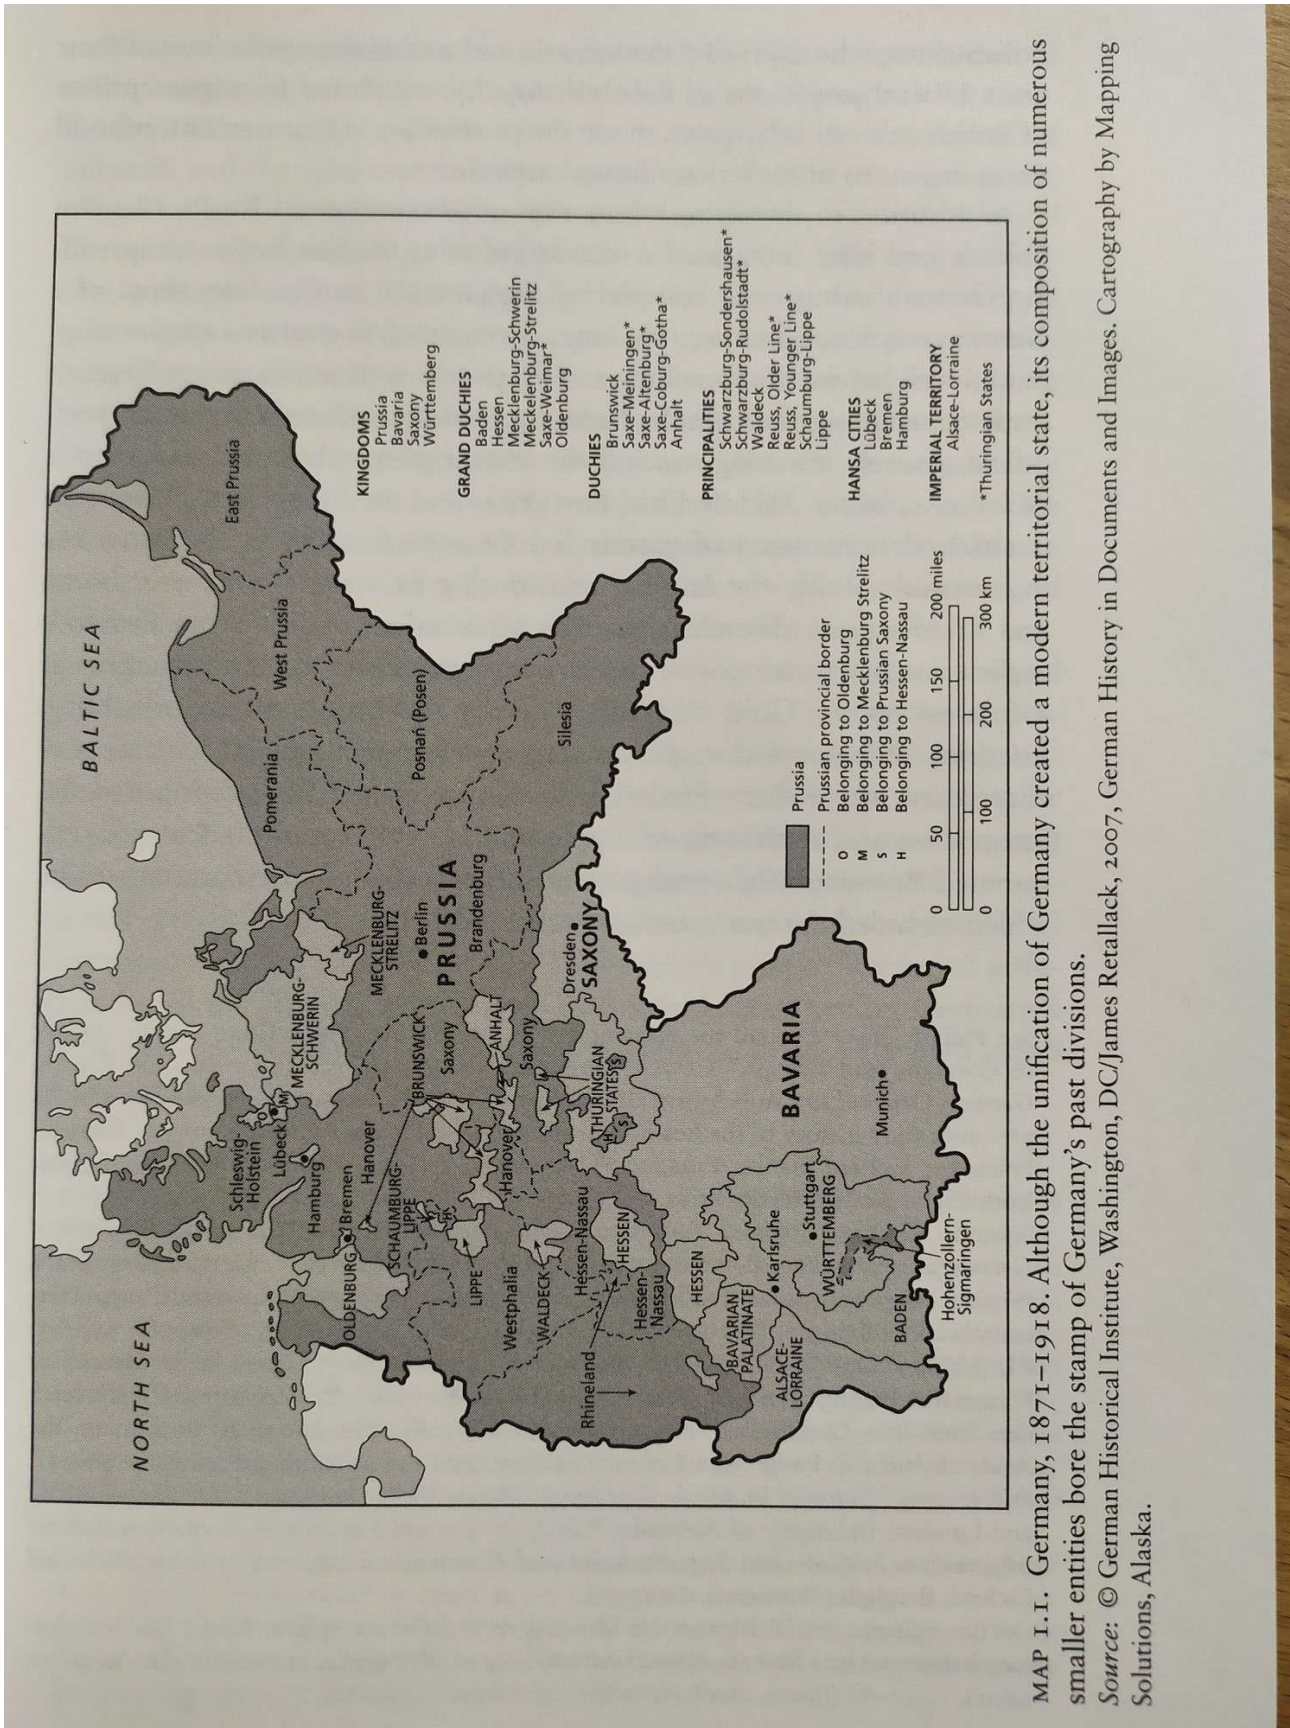 BALTIC SEA
NORTH SEA
East Prussia
West Prussia
Pomerania
Posnań (Posen)
Silesia
MECKLENBURG-
STRELITZ
Berlin
PRUSSIA
Brandenburg
Dresden
SAXONY
MECKLENBURG-
SCHWERIN
BRUNSWICK
Saxony
ANHALT
Saxony
THURINGIAN
STATES
S
H
S
Schleswig-
Holstein
Lübeck
M
Hamburg
Bremen
Hanover
Hanover
OLDENBURG
SCHAUMBURG-
LIPPE
LIPPE
Westphalia
WALDECK
Hessen-Nassau
HESSEN
Hessen-
Nassau
Rhineland
HESSEN
BAVARIAN
PALATINATE
ALSACE-
LORRAINE
Karlsruhe
Stuttgart
WÜRTTEMBERG
BADEN
Hohenzollern-
Sigmaringen
BAVARIA
Munich
KINGDOMS
Prussia
Bavaria
Saxony
Württemberg
GRAND DUCHIES
Baden
Hessen
Mecklenburg-Schwerin
Meckelenburg-Strelitz
Saxe-Weimar*
Oldenburg
DUCHIES
Brunswick
Saxe-Meiningen*
Saxe-Altenburg*
Saxe-Coburg-Gotha*
Anhalt
PRINCIPALITIES
Schwarzburg-Sondershausen*
Schwarzburg-Rudolstadt*
Waldeck
Reuss, Older Line*
Reuss, Younger Line*
Schaumburg-Lippe
Lippe
HANSA CITIES
Lübeck
Bremen
Hamburg
IMPERIAL TERRITORY
Alsace-Lorraine
*Thuringian States
Prussia
Prussian provincial border
O Belonging to Oldenburg
M Belonging to Mecklenburg Strelitz
S Belonging to Prussian Saxony
H Belonging to Hessen-Nassau
0 50 100 150 200 miles
0 100 200 300 km
MAP 1.1. Germany, 1871–1918. Although the unification of Germany created a modern territorial state, its composition of numerous
smaller entities bore the stamp of Germany's past divisions.
Source: © German Historical Institute, Washington, DC/James Retallack, 2007, German History in Documents and Images. Cartography by Mapping
Solutions, Alaska.